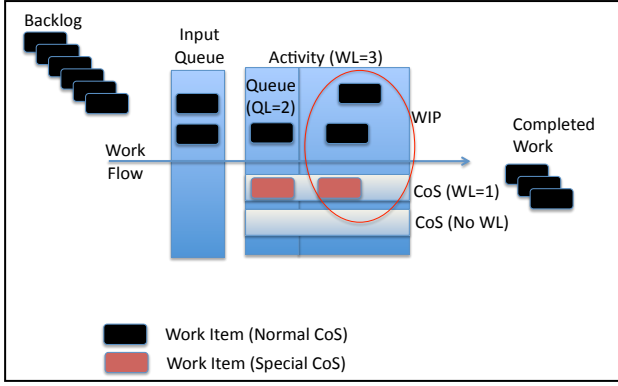 Backlog
Input
Queue
Activity (WL=3)
Queue
(QL=2)
WIP
Work
Flow
Completed
Work
CoS (WL=1)
CoS (No WL)
Work Item (Normal CoS)
Work Item (Special CoS)